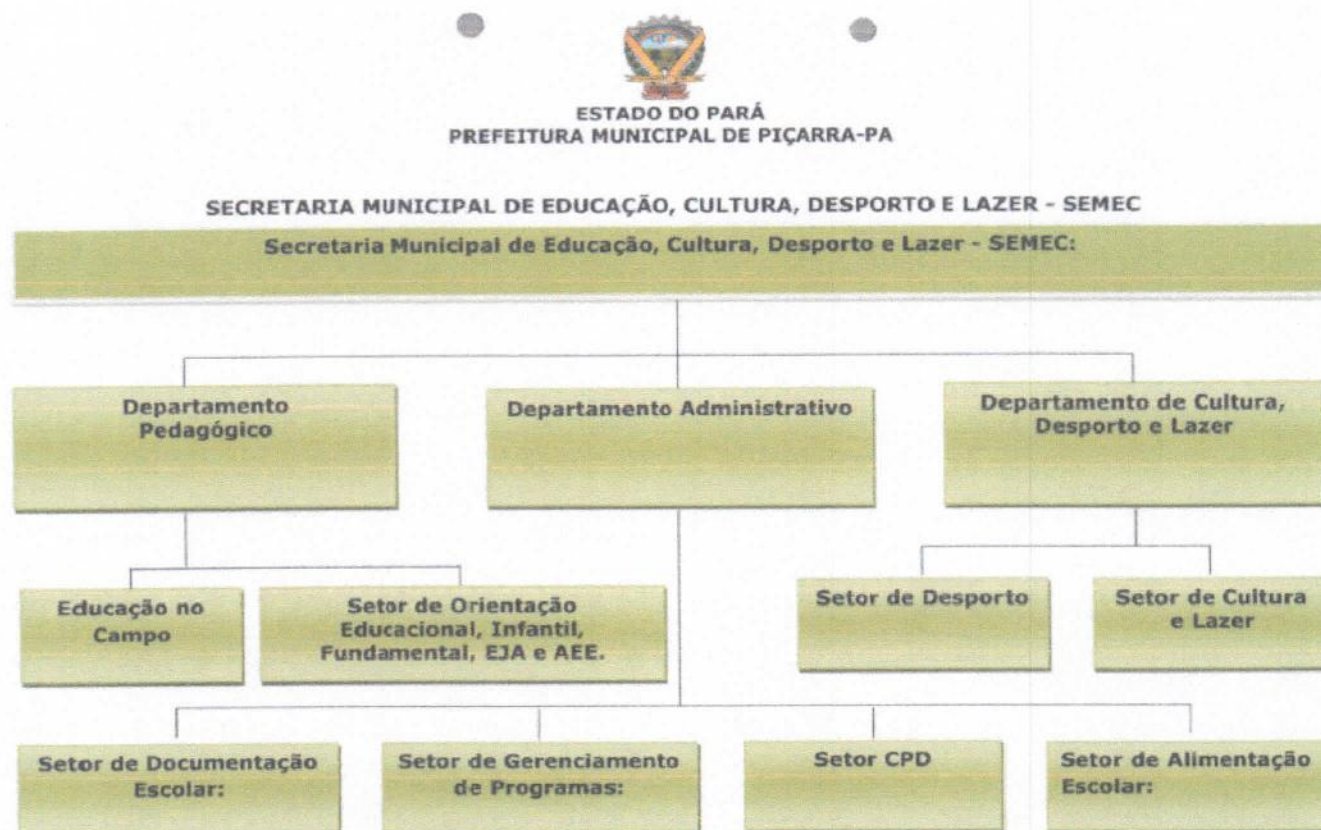 ESTADO DO PARÁ
PREFEITURA MUNICIPAL DE PIÇARRA-PA
SECRETARIA MUNICIPAL DE EDUCAÇÃO, CULTURA, DESPORTO E LAZER - SEMEC
Secretaria Municipal de Educação, Cultura, Desporto e Lazer - SEMEC:
Departamento
Pedagógico
Departamento Administrativo
Departamento de Cultura,
Desporto e Lazer
Educação no
Campo
Setor de Orientação
Educacional, Infantil,
Fundamental, EJA e AEE.
Setor de Desporto
Setor de Cultura
e Lazer
Setor de Documentação
Escolar:
Setor de Gerenciamento
de Programas:
Setor CPD
Setor de Alimentação
Escolar: